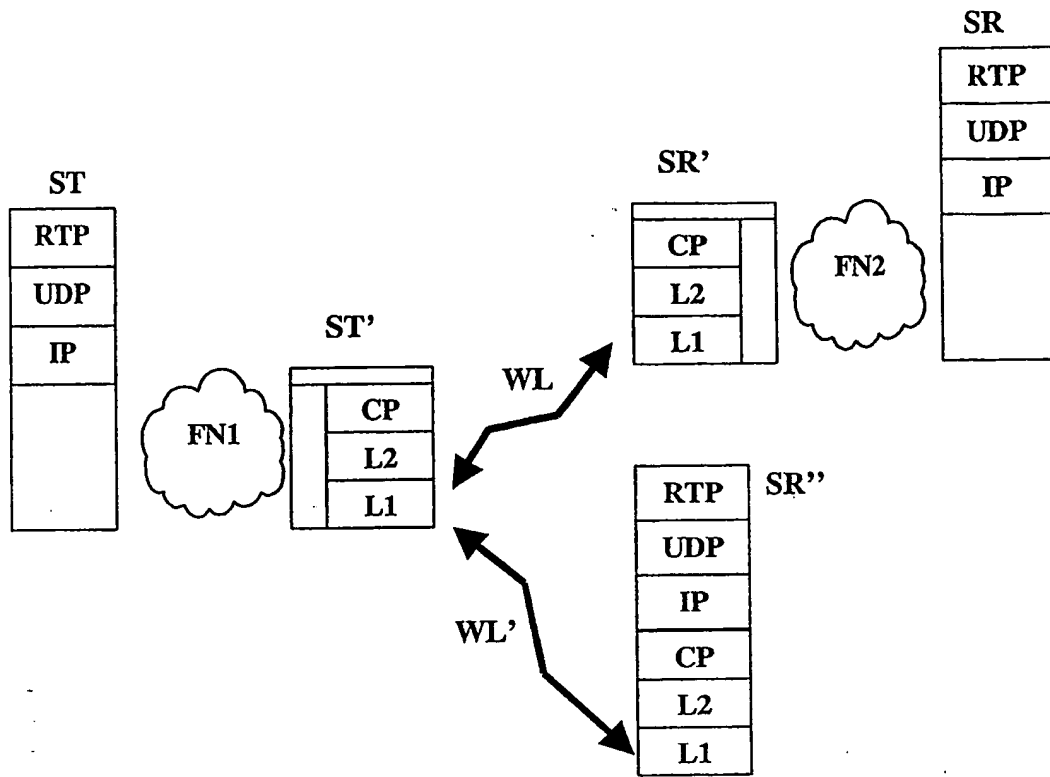 SR
RTP
UDP
IP
SR’
CP
L2
L1
FN2
ST
RTP
UDP
IP
FN1
ST’
CP
L2
L1
WL
WL’
SR’’
RTP
UDP
IP
CP
L2
L1